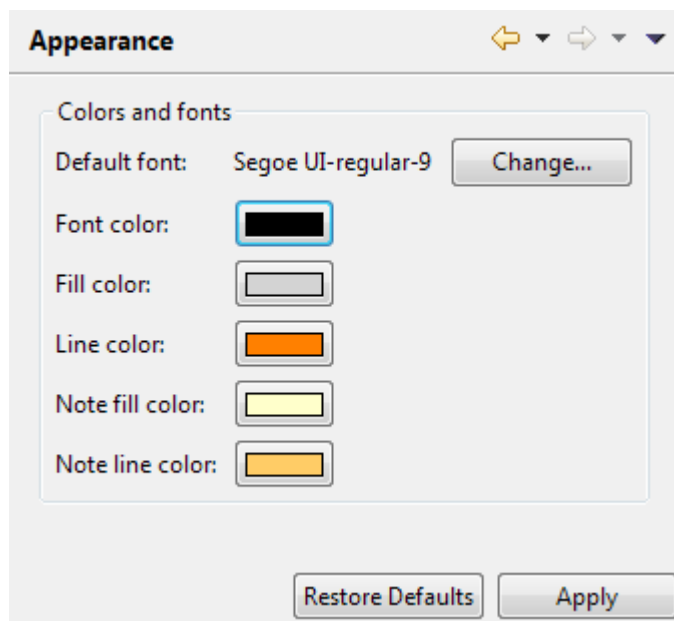 Appearance
Colors and fonts
Default font: Segoe UI-regular-9 Change...
Font color:
Fill color:
Line color:
Note fill color:
Note line color:
Restore Defaults Apply